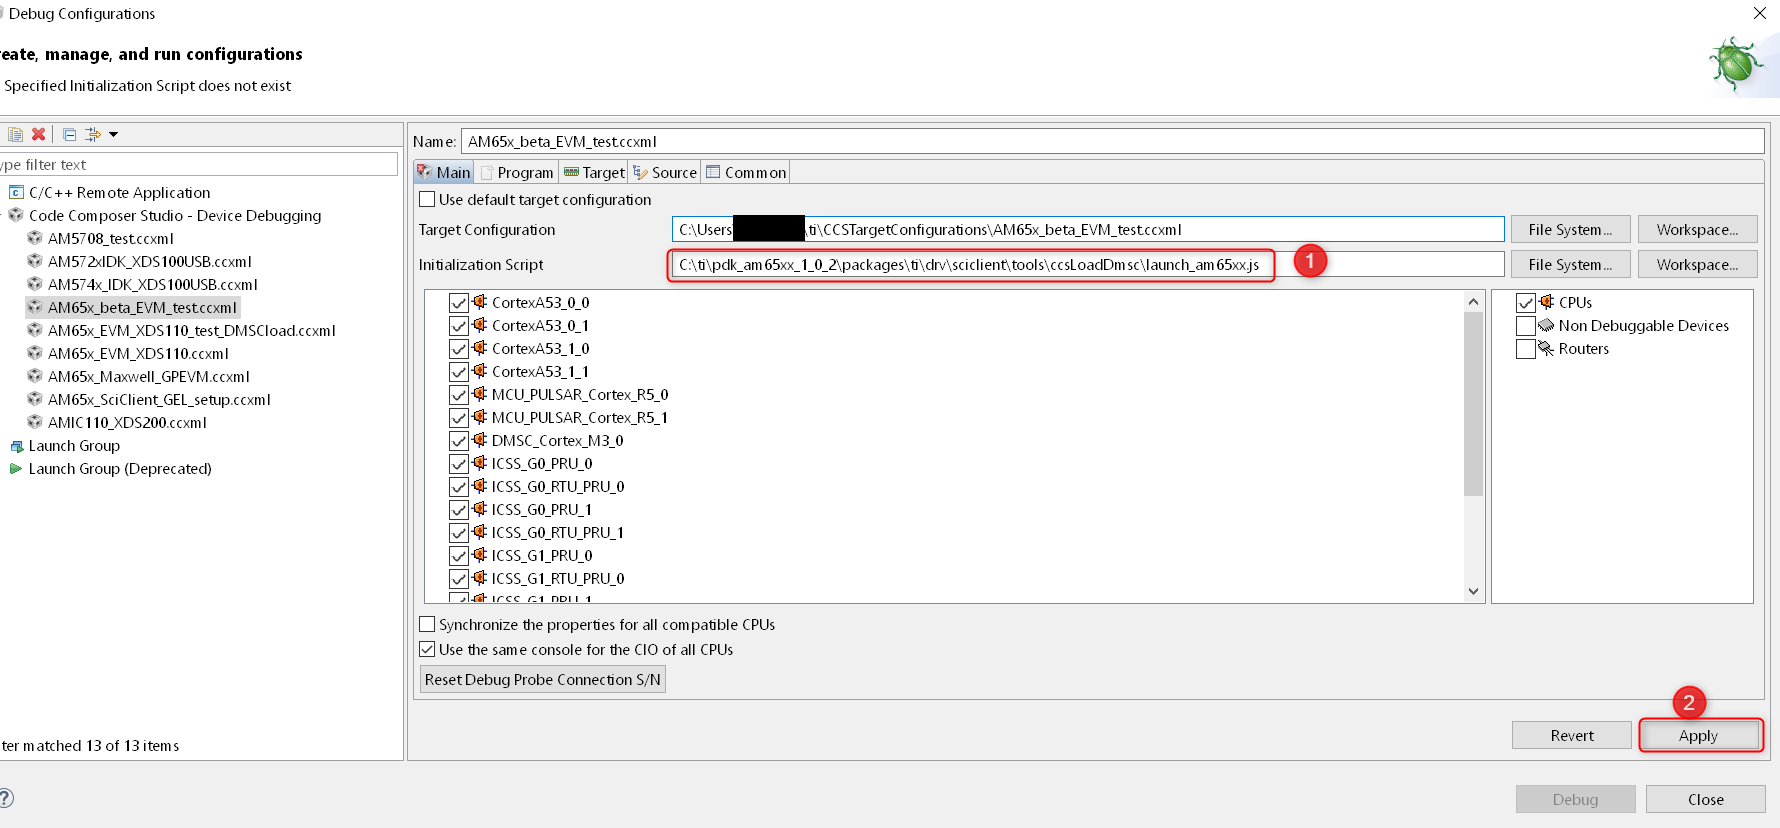 Debug Configurations
reate, manage, and run configurations
Specified Initialization Script does not exist
ype filter text
C/C++ Remote Application
Code Composer Studio - Device Debugging
AM5708_test.ccxml
AM572xIDK_XDS100USB.ccxml
AM574x_IDK_XDS100USB.ccxml
AM65x_beta_EVM_test.ccxml
AM65x_EVM_XDS110_test_DMSCload.ccxml
AM65x_EVM_XDS110.ccxml
AM65x_Maxwell_GPEVM.ccxml
AM65x_SciClient_GEL_setup.ccxml
AMIC110_XDS200.ccxml
Launch Group
Launch Group (Deprecated)
ter matched 13 of 13 items
Name: AM65x_beta_EVM_test.ccxml
Main Program Target Source Common
Use default target configuration
Target Configuration C:\Users \ti\CCSTargetConfigurations\AM65x_beta_EVM_test.ccxml File System... Workspace...
Initialization Script C:\ti\pdk_am65xx_1_0_2\packages\ti\drv\sciclient\tools\ccsLoadDmsc\launch_am65xx.js 1 File System... Workspace...
CortexA53_0_0
CortexA53_0_1
CortexA53_1_0
CortexA53_1_1
MCU_PULSAR_Cortex_R5_0
MCU_PULSAR_Cortex_R5_1
DMSC_Cortex_M3_0
ICSS_G0_PRU_0
ICSS_G0_RTU_PRU_0
ICSS_G0_PRU_1
ICSS_G0_RTU_PRU_1
ICSS_G1_PRU_0
ICSS_G1_RTU_PRU_0
ICSS_G1_PRU_1
CPUs
Non Debuggable Devices
Routers
Synchronize the properties for all compatible CPUs
Use the same console for the CIO of all CPUs
Reset Debug Probe Connection S/N
2
Revert Apply
Debug Close